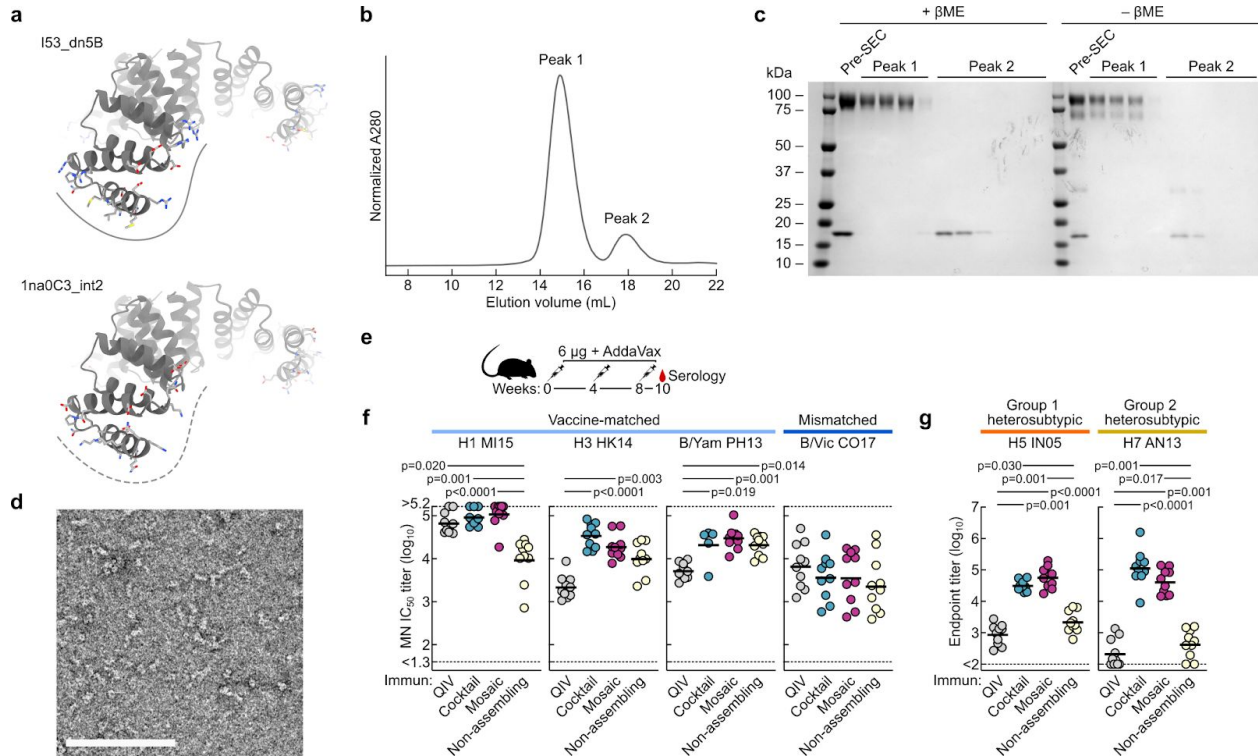 a
I53_dn5B
1na0C3_int2
b
Normalized A280
Peak 1
Peak 2
8 10 12 14 16 18 20 22
Elution volume (mL)
c
+ βME
– βME
Pre-SEC
Peak 1
Peak 2
Pre-SEC
Peak 1
Peak 2
kDa
100
75
50
37
25
20
15
10
100
75
50
37
25
20
15
10
d
e
6 µg + AddaVax
Serology
Weeks: 0 4 8 10
f
Vaccine-matched
Mismatched
H1 MI15
H3 HK14
B/Yam PH13
B/Vic CO17
p=0.020
p=0.001
p<0.0001
p=0.003
p<0.0001
p=0.014
p=0.001
p=0.019
MN IC50 titer (log10)
>5.2
5
4
3
2
<1.3
Immun:
QIV
Cocktail
Mosaic
Non-assembling
QIV
Cocktail
Mosaic
Non-assembling
QIV
Cocktail
Mosaic
Non-assembling
QIV
Cocktail
Mosaic
Non-assembling
g
Group 1
heterosubtypic
Group 2
heterosubtypic
H5 IN05
H7 AN13
p=0.030
p=0.001
p<0.0001
p=0.001
p=0.001
p=0.017
p=0.001
p<0.0001
Endpoint titer (log10)
7
6
5
4
3
<2
Immun:
QIV
Cocktail
Mosaic
Non-assembling
QIV
Cocktail
Mosaic
Non-assembling